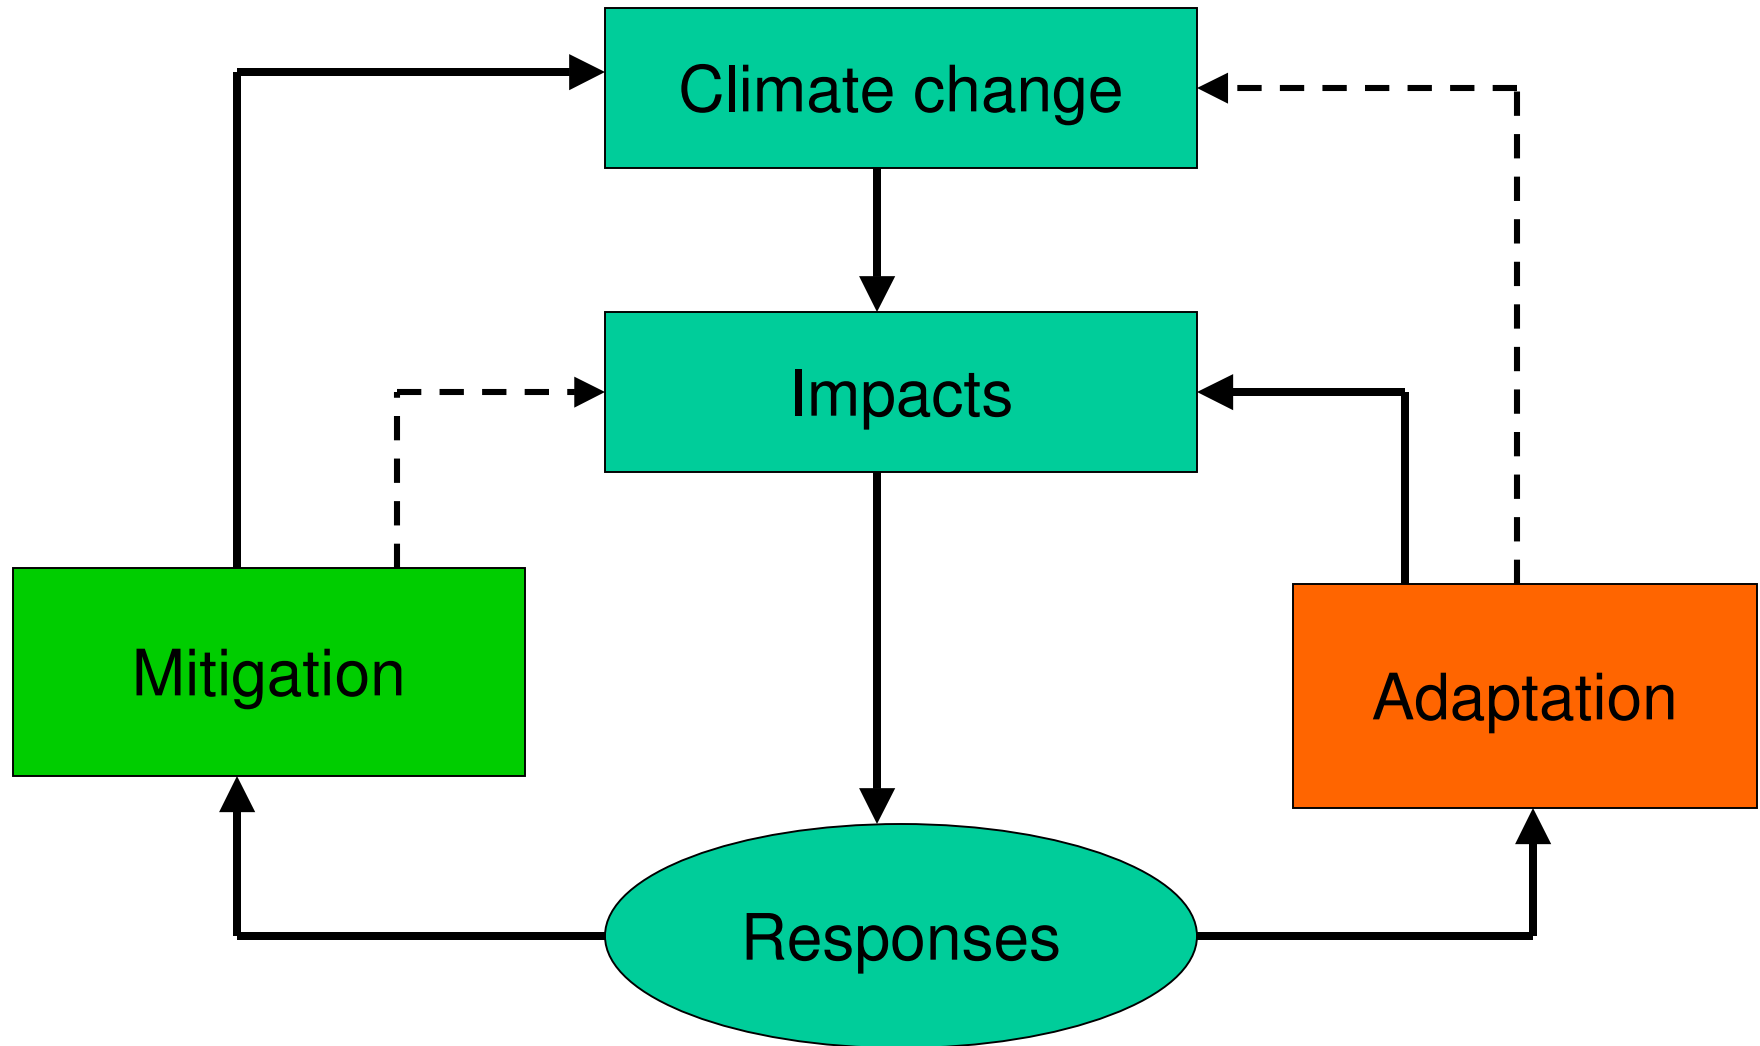 Climate change
Impacts
Mitigation
Adaptation
Responses